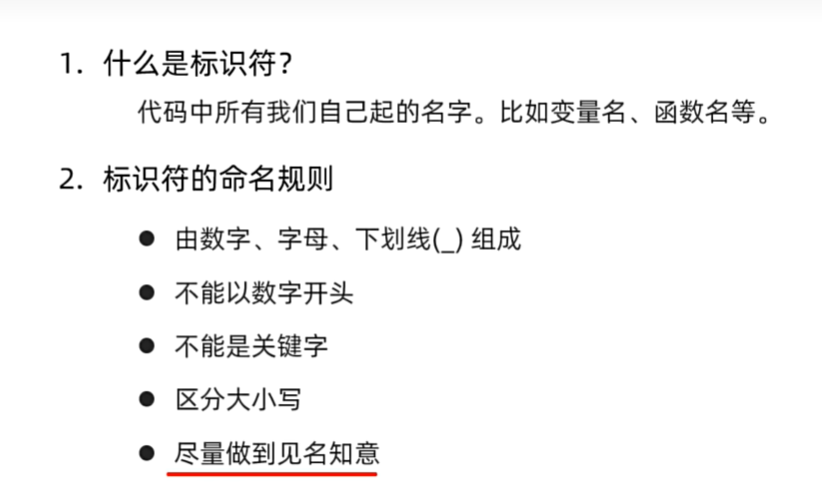 1. 什么是标识符？
代码中所有我们自己起的名字。比如变量名、函数名等。
2. 标识符的命名规则
● 由数字、字母、下划线(_) 组成
● 不能以数字开头
● 不能是关键字
● 区分大小写
● 尽量做到见名知意